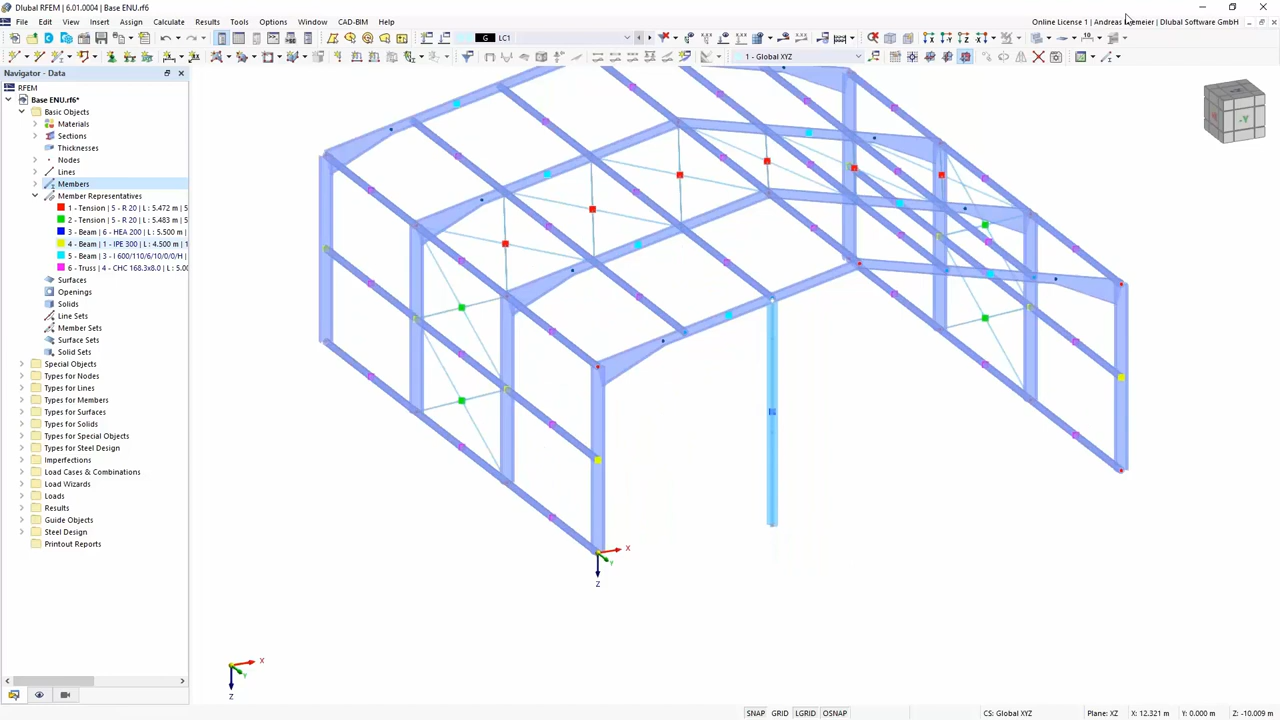 Dlubal RFEM | 6.01.0004 | Base ENU.rf6
File Edit View Insert Assign Calculate Results Tools Options Window CAD-BIM Help
Online License 1 | Andreas | Dlubal Software GmbH
G LC1
1 - Global XYZ
Navigator - Data
RFEM
Base ENU.rf6*
Basic Objects
Materials
Sections
Thicknesses
Nodes
Lines
Members
Member Representatives
1 - Tension | 5 - R 20 | L : 5.472 m | 5
2 - Tension | 5 - R 20 | L : 5.483 m | 5
3 - Beam | 6 - HEA 200 | L : 5.500 m |
4 - Beam | 1 - IPE 300 | L : 4.500 m | 1
5 - Beam | 3 - I 600/110/6/10/0/0/H |
6 - Truss | 4 - CHC 168.3x8.0 | L : 5.00
Surfaces
Openings
Solids
Line Sets
Member Sets
Surface Sets
Solid Sets
Special Objects
Types for Nodes
Types for Lines
Types for Members
Types for Surfaces
Types for Solids
Types for Special Objects
Types for Steel Design
Imperfections
Load Cases & Combinations
Load Wizards
Loads
Results
Guide Objects
Steel Design
Printout Reports
-Y
X
Y
Z
X
Y
Z
SNAP GRID LGRID OSNAP CS: Global XYZ Plane: XZ X: 12.321 m Y: 0.000 m Z: -10.009 m